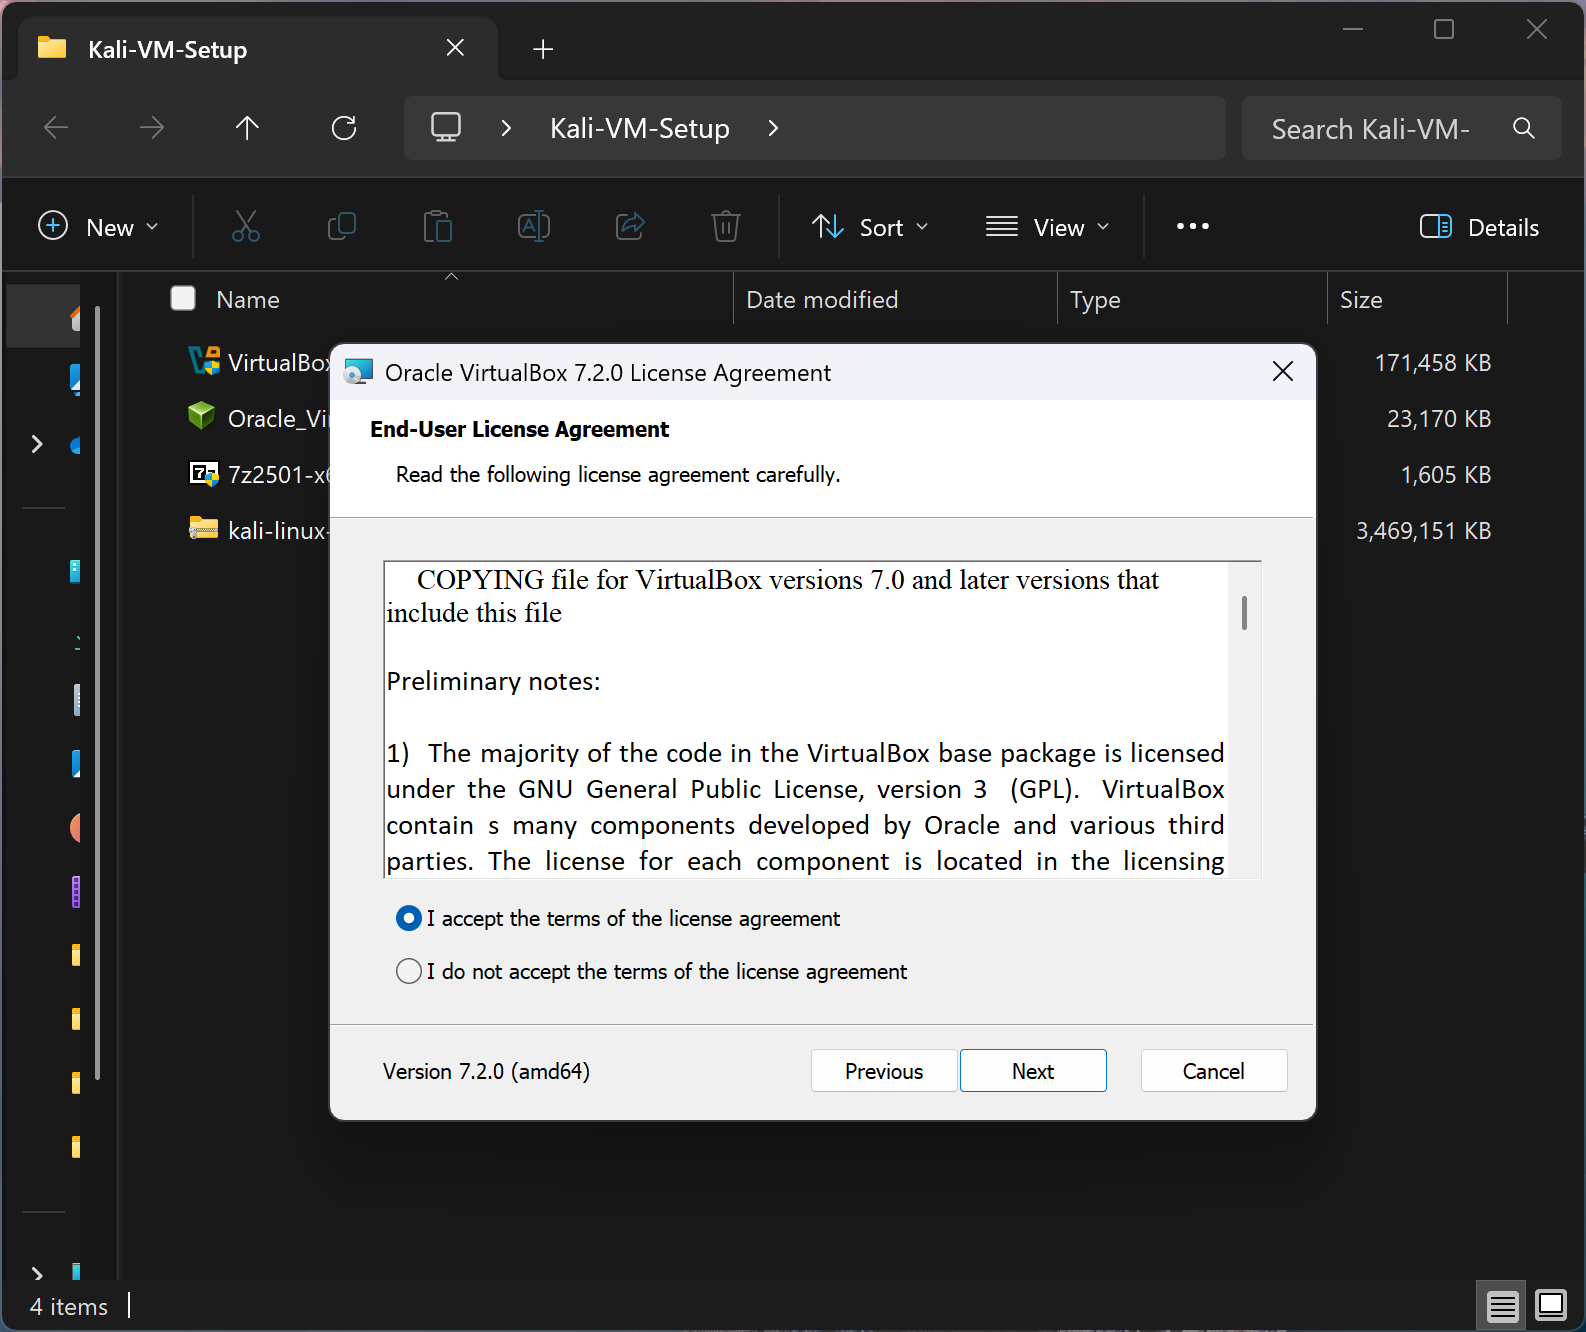 Kali-VM-Setup
Kali-VM-Setup
Search Kali-VM-
New
Sort
View
Details
Name
Date modified
Type
Size
VirtualBox
171,458 KB
Oracle_Vi
23,170 KB
7z2501-x6
1,605 KB
kali-linux-
3,469,151 KB
Oracle VirtualBox 7.2.0 License Agreement
End-User License Agreement
Read the following license agreement carefully.
COPYING file for VirtualBox versions 7.0 and later versions that
include this file
Preliminary notes:
1) The majority of the code in the VirtualBox base package is licensed
under the GNU General Public License, version 3 (GPL). VirtualBox
contain s many components developed by Oracle and various third
parties. The license for each component is located in the licensing
I accept the terms of the license agreement
I do not accept the terms of the license agreement
Version 7.2.0 (amd64)
Previous
Next
Cancel
4 items